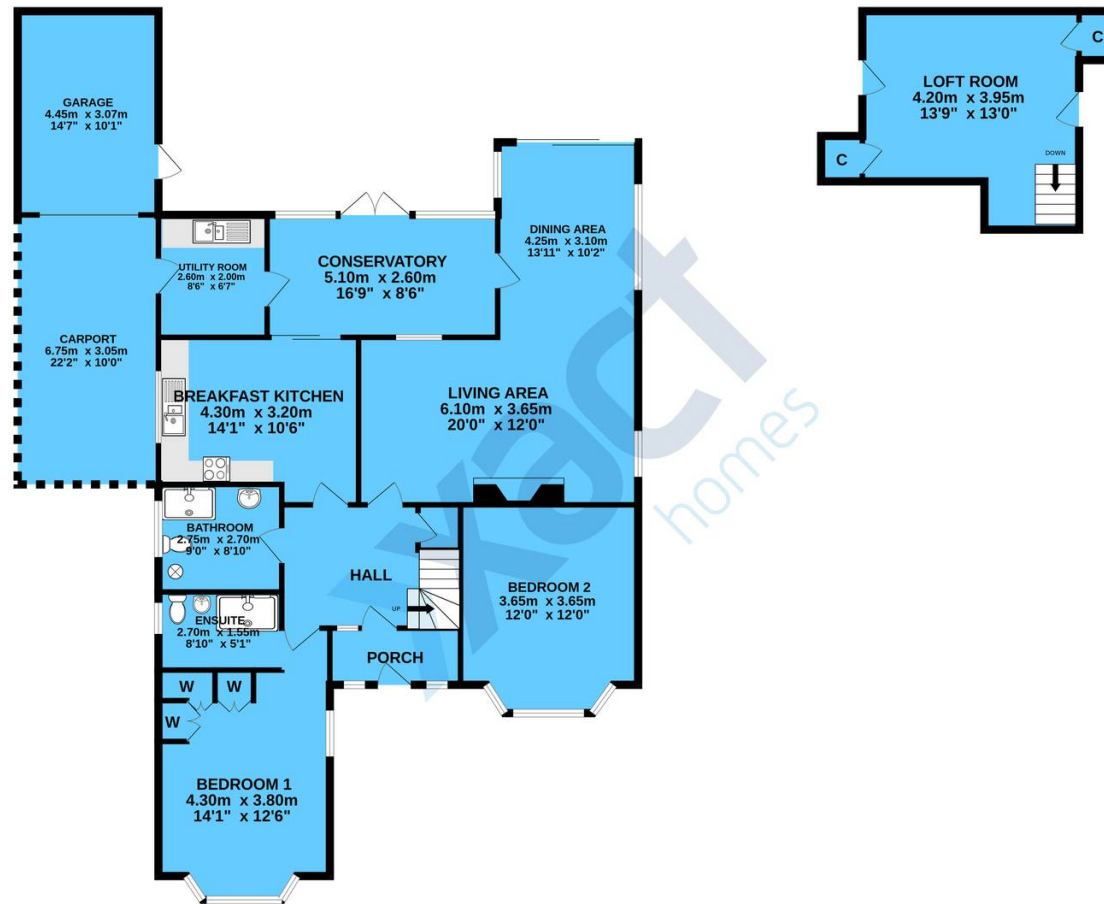 GARAGE
4.45m x 3.07m
14'7" x 10'1"
LOFT ROOM
4.20m x 3.95m
13'9" x 13'0"
C
C
DOWN
DINING AREA
4.25m x 3.10m
13'11" x 10'2"
UTILITY ROOM
2.60m x 2.00m
8'6" x 6'7"
CONSERVATORY
5.10m x 2.60m
16'9" x 8'6"
CARPORT
6.75m x 3.05m
22'2" x 10'0"
BREAKFAST KITCHEN
4.30m x 3.20m
14'1" x 10'6"
LIVING AREA
6.10m x 3.65m
20'0" x 12'0"
BATHROOM
2.75m x 2.70m
9'0" x 8'10"
HALL
UP
BEDROOM 2
3.65m x 3.65m
12'0" x 12'0"
ENSUITE
2.70m x 1.55m
8'10" x 5'1"
PORCH
W
W
W
BEDROOM 1
4.30m x 3.80m
14'1" x 12'6"
xact
homes